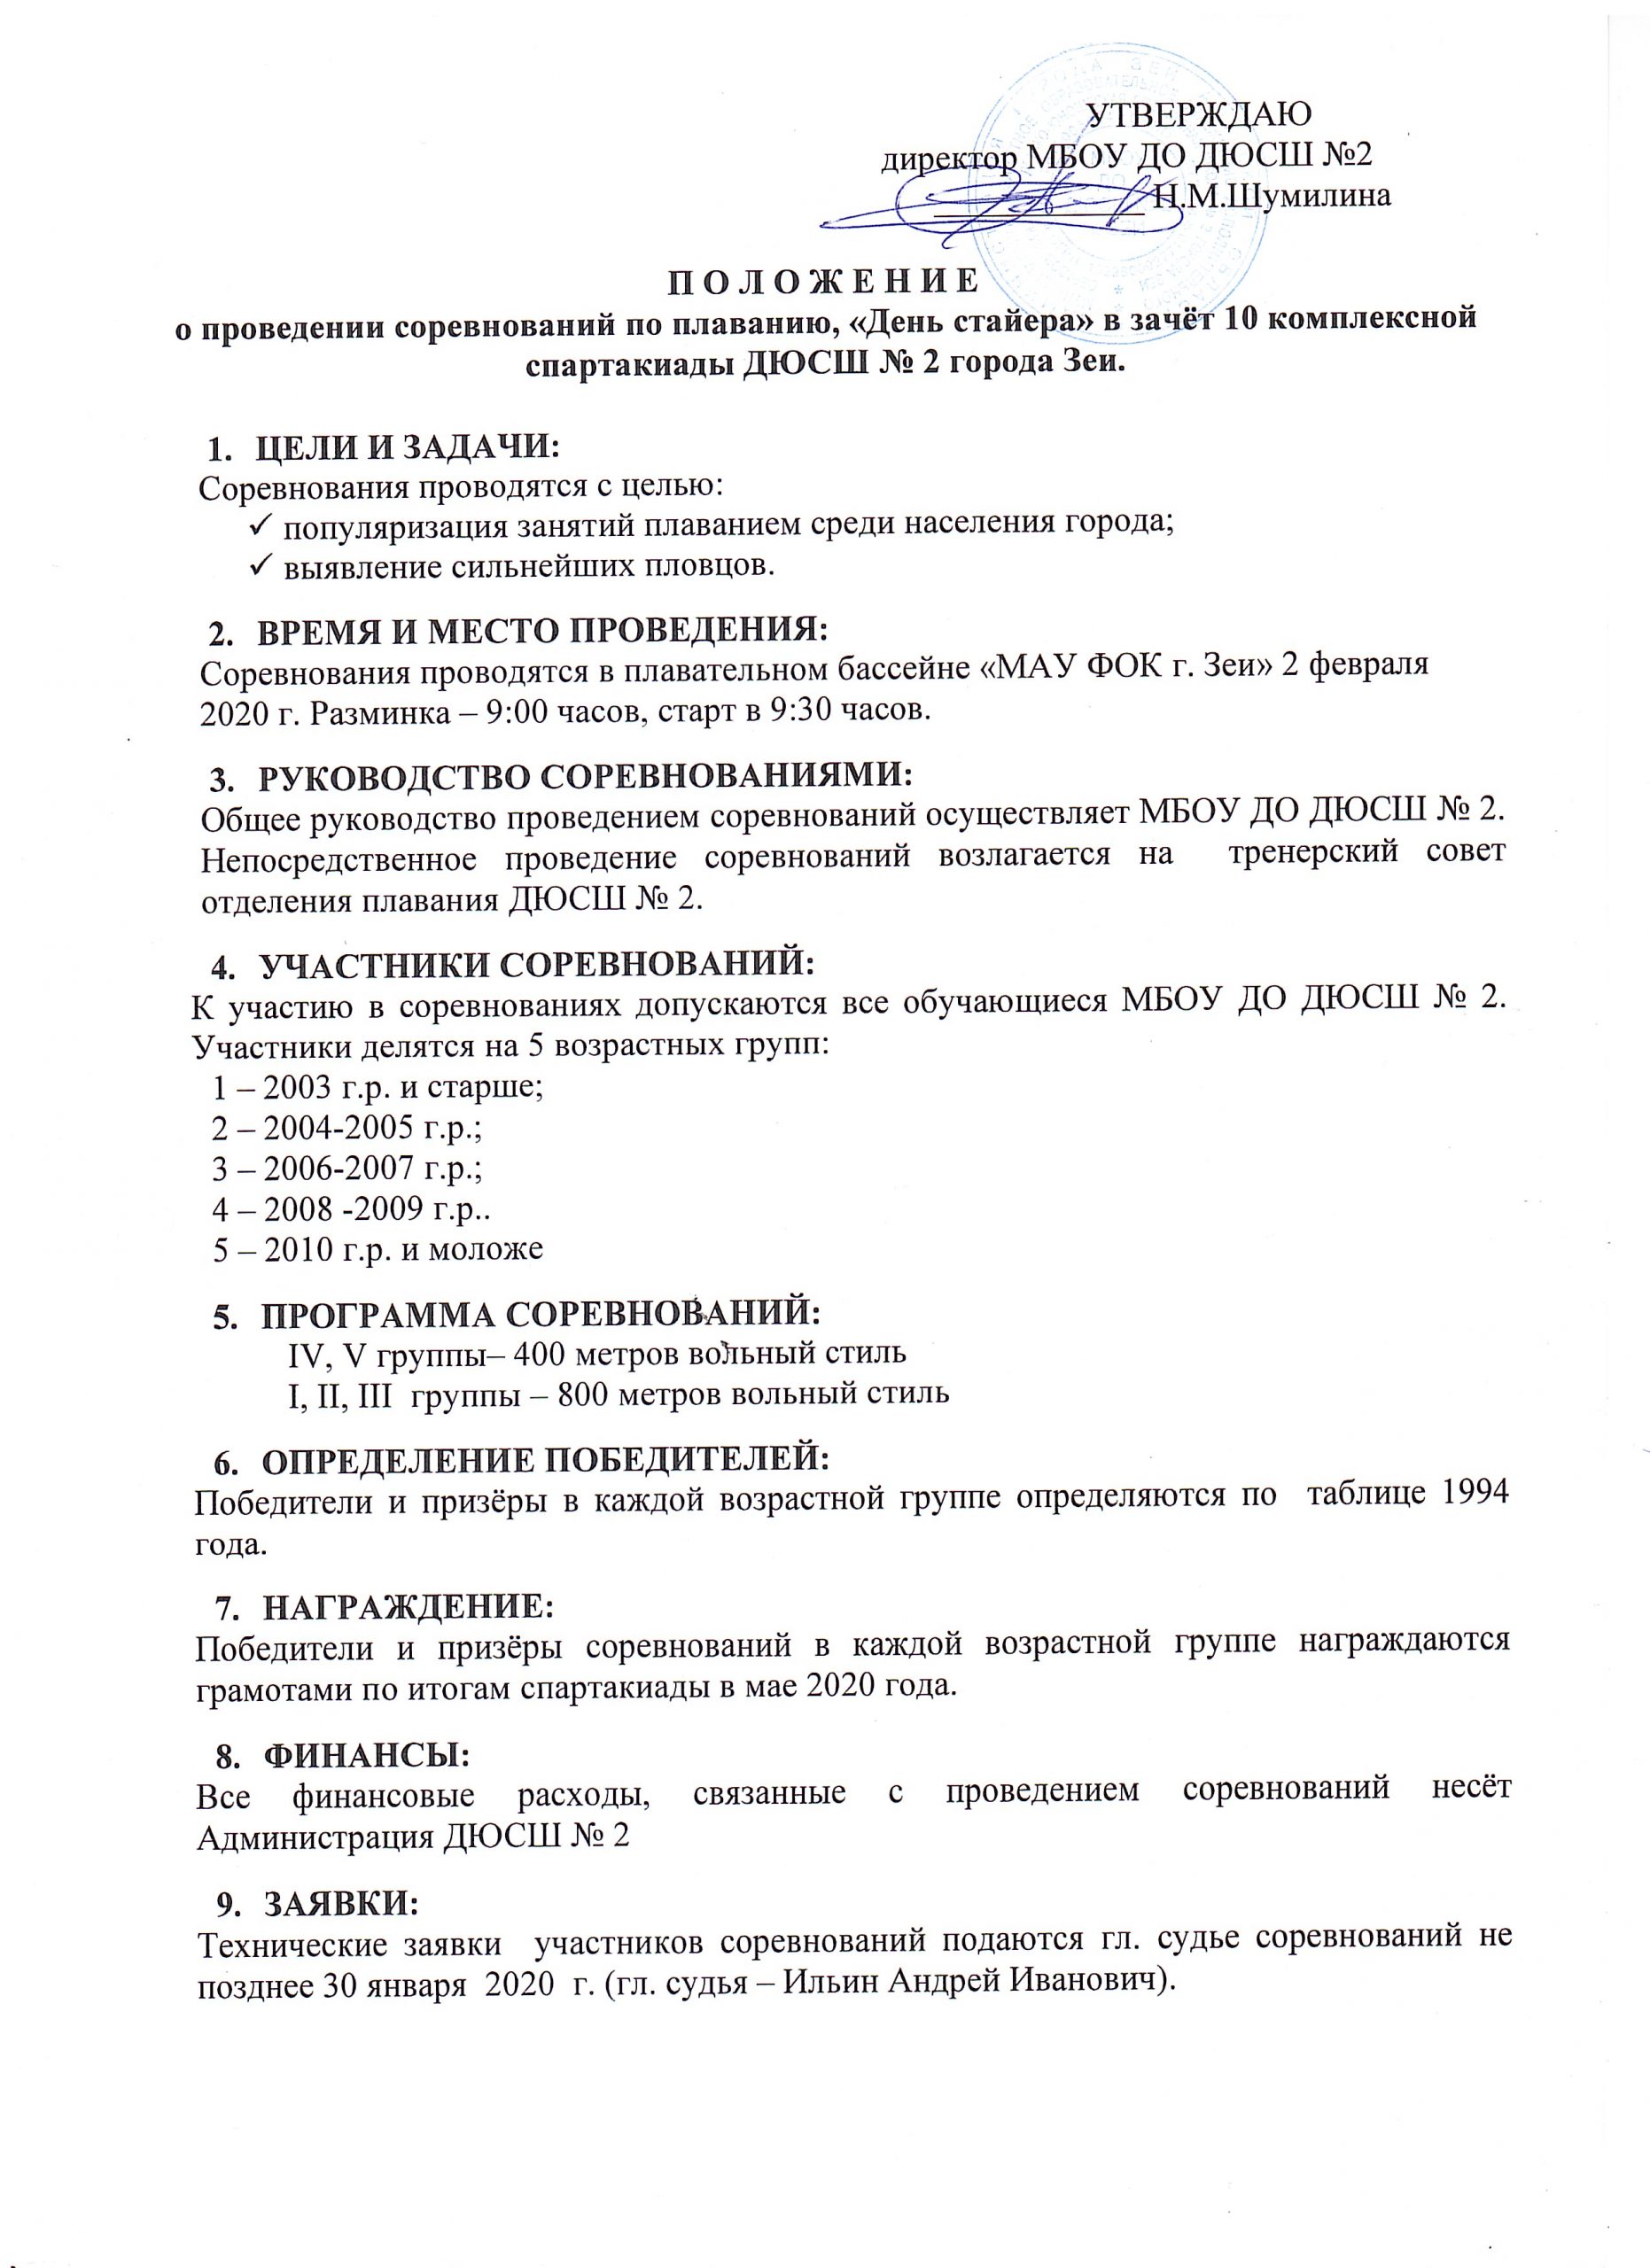 УТВЕРЖДАЮ
директор МБОУ ДО ДЮСШ №2
Н.М.Шумилина
П О Л О Ж Е Н И Е
о проведении соревнований по плаванию, «День стайера» в зачёт 10 комплексной
спартакиады ДЮСШ № 2 города Зеи.
1. ЦЕЛИ И ЗАДАЧИ:
Соревнования проводятся с целью:
✓ популяризация занятий плаванием среди населения города;
✓ выявление сильнейших пловцов.
2. ВРЕМЯ И МЕСТО ПРОВЕДЕНИЯ:
Соревнования проводятся в плавательном бассейне «МАУ ФОК г. Зеи» 2 февраля
2020 г. Разминка – 9:00 часов, старт в 9:30 часов.
3. РУКОВОДСТВО СОРЕВНОВАНИЯМИ:
Общее руководство проведением соревнований осуществляет МБОУ ДО ДЮСШ № 2.
Непосредственное проведение соревнований возлагается на тренерский совет
отделения плавания ДЮСШ № 2.
4. УЧАСТНИКИ СОРЕВНОВАНИЙ:
К участию в соревнованиях допускаются все обучающиеся МБОУ ДО ДЮСШ № 2.
Участники делятся на 5 возрастных групп:
1 – 2003 г.р. и старше;
2 – 2004-2005 г.р.;
3 – 2006-2007 г.р.;
4 – 2008 -2009 г.р..
5 – 2010 г.р. и моложе
5. ПРОГРАММА СОРЕВНОВАНИЙ:
IV, V группы– 400 метров вольный стиль
I, II, III группы – 800 метров вольный стиль
6. ОПРЕДЕЛЕНИЕ ПОБЕДИТЕЛЕЙ:
Победители и призёры в каждой возрастной группе определяются по таблице 1994
года.
7. НАГРАЖДЕНИЕ:
Победители и призёры соревнований в каждой возрастной группе награждаются
грамотами по итогам спартакиады в мае 2020 года.
8. ФИНАНСЫ:
Все финансовые расходы, связанные с проведением соревнований несёт
Администрация ДЮСШ № 2
9. ЗАЯВКИ:
Технические заявки участников соревнований подаются гл. судье соревнований не
позднее 30 января 2020 г. (гл. судья – Ильин Андрей Иванович).